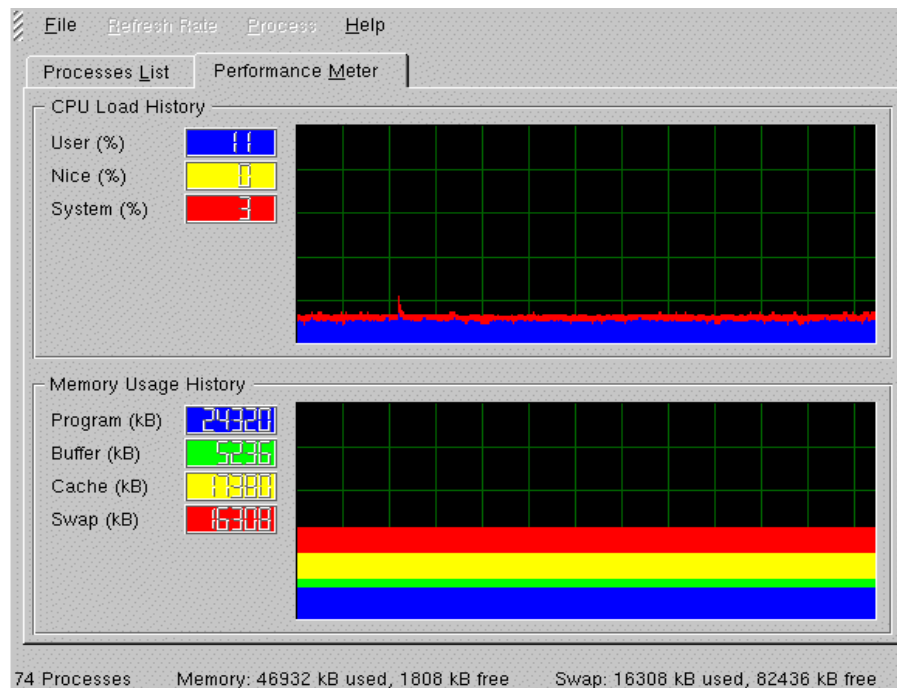 File Refresh Rate Process Help
Processes List Performance Meter
CPU Load History
User (%) 11
Nice (%) 0
System (%) 3
Memory Usage History
Program (kB) 24320
Buffer (kB) 5236
Cache (kB) 17380
Swap (kB) 16308
74 Processes Memory: 46932 kB used, 1808 kB free Swap: 16308 kB used, 82436 kB free